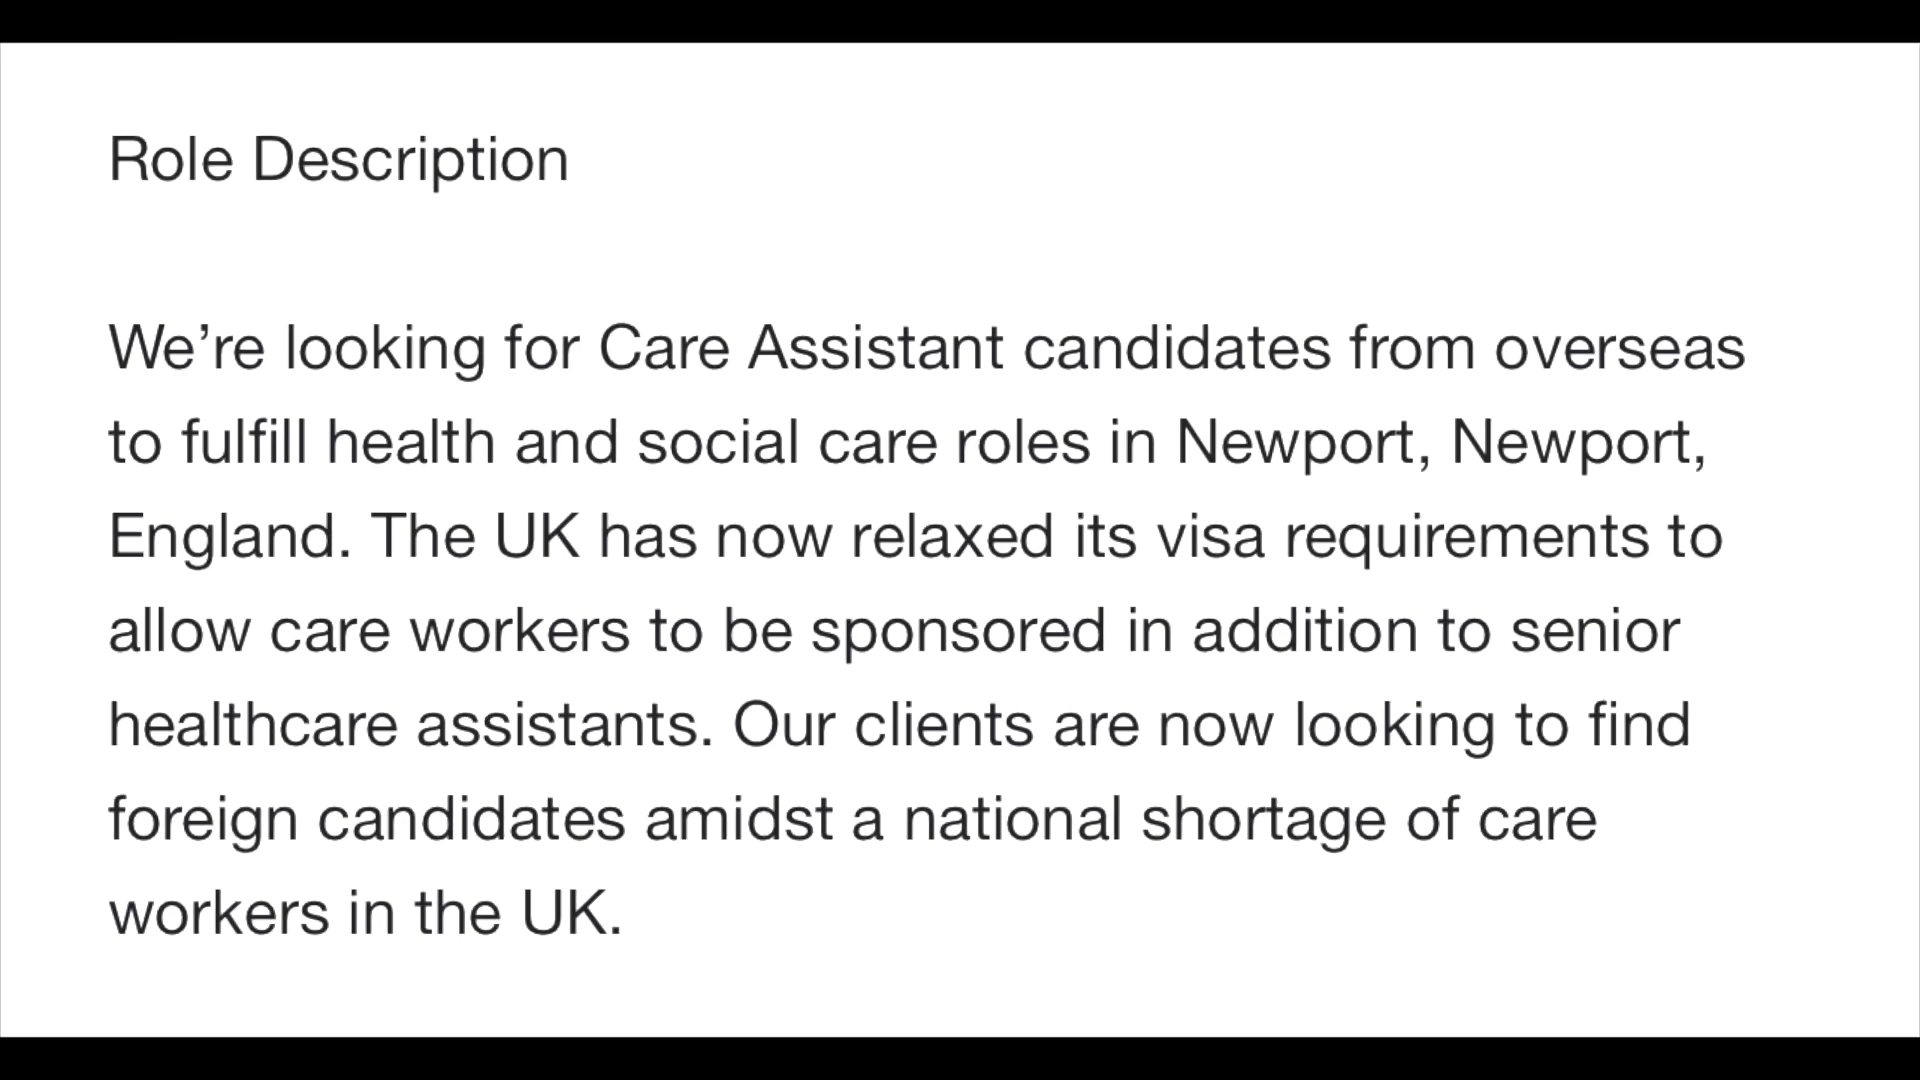 Role Description
We’re looking for Care Assistant candidates from overseas
to fulfill health and social care roles in Newport, Newport,
England. The UK has now relaxed its visa requirements to
allow care workers to be sponsored in addition to senior
healthcare assistants. Our clients are now looking to find
foreign candidates amidst a national shortage of care
workers in the UK.